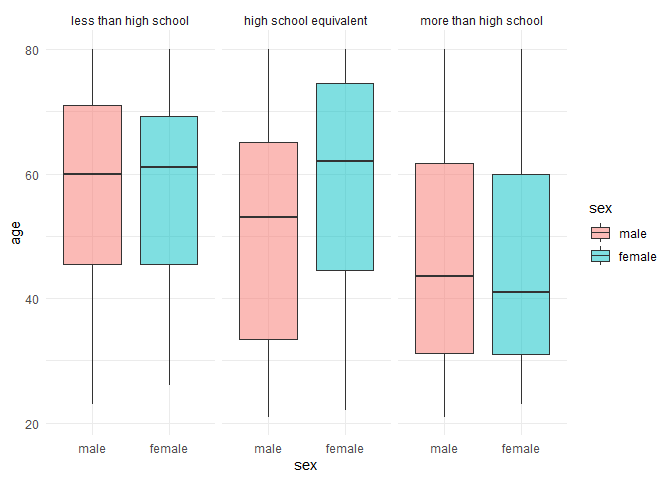 less than high school high school equivalent more than high school
80
60
40
20
age
male female male female male female
sex
sex
male
female